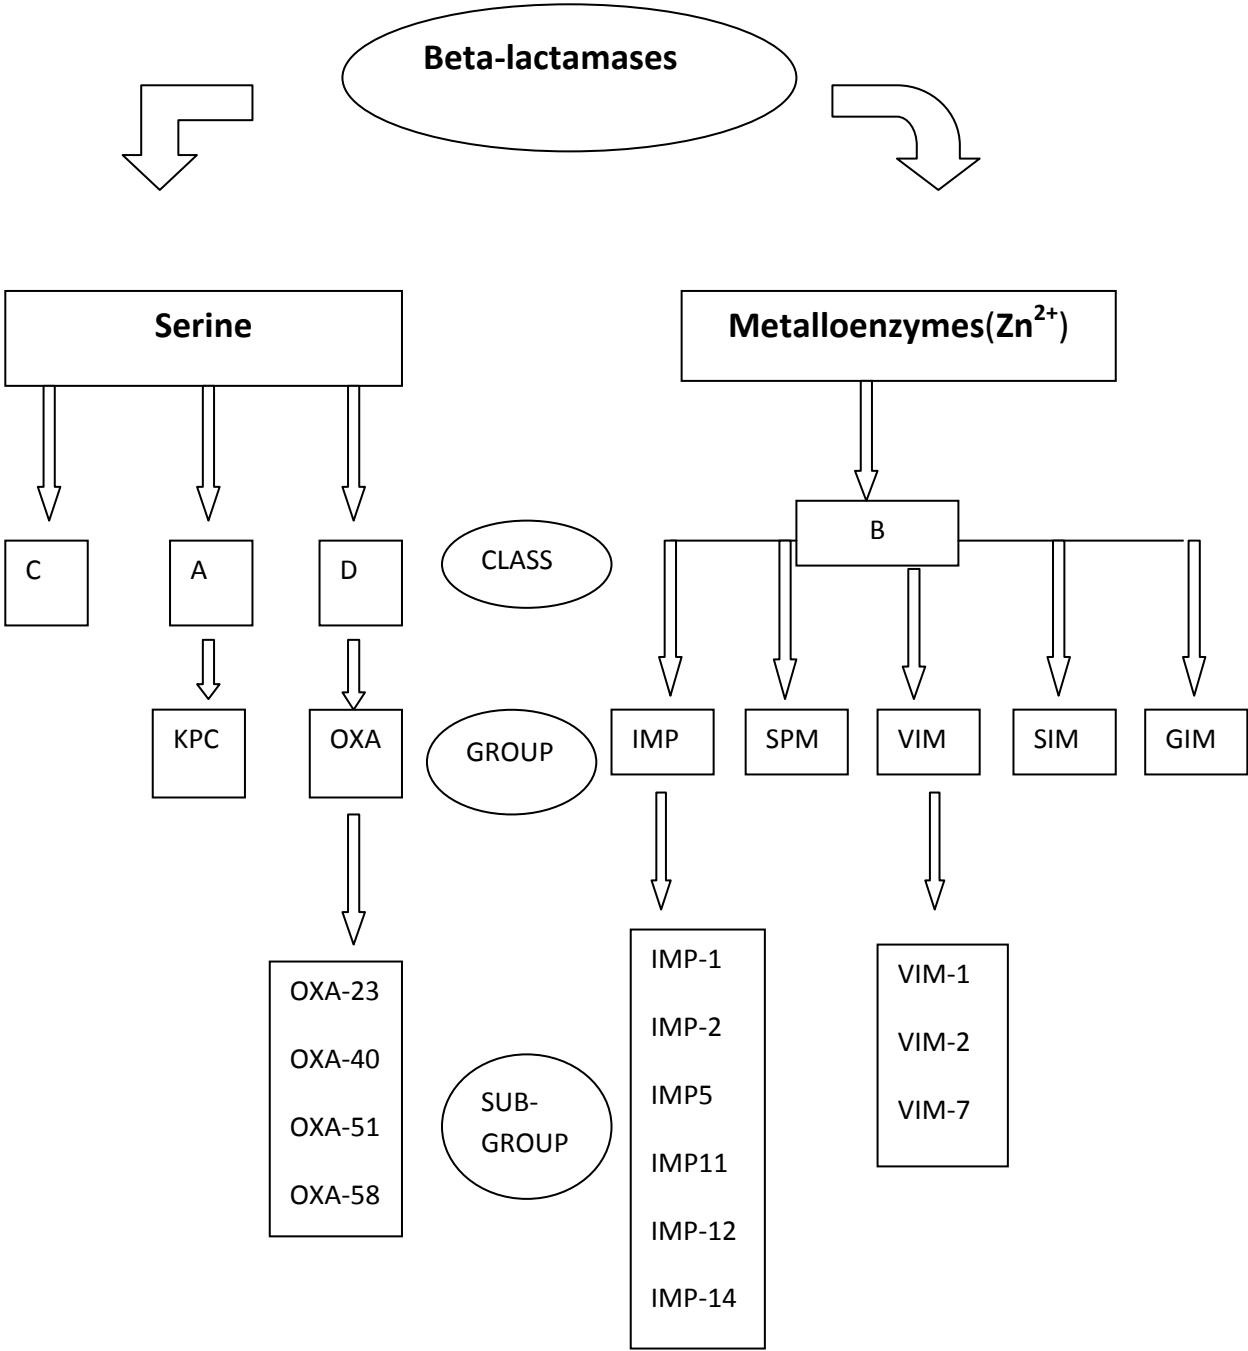 Beta-lactamases
Serine
Metalloenzymes(Zn²⁺)
C
A
D
CLASS
B
KPC
OXA
GROUP
IMP
SPM
VIM
SIM
GIM
OXA-23
OXA-40
OXA-51
OXA-58
SUB-
GROUP
IMP-1
IMP-2
IMP5
IMP11
IMP-12
IMP-14
VIM-1
VIM-2
VIM-7